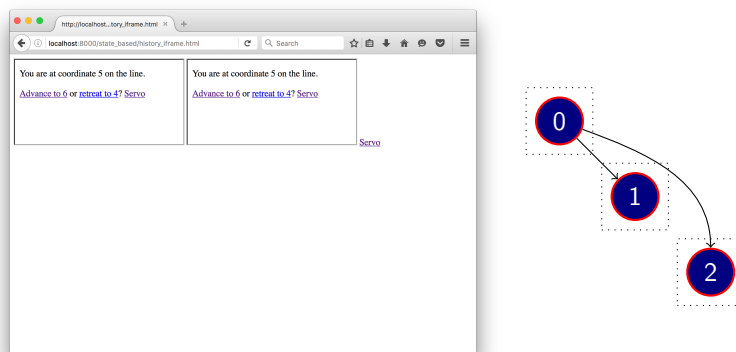 http://localhost...tory_iframe.html
localhost:8000/state_based/history_iframe.html
Search
You are at coordinate 5 on the line.
Advance to 6 or retreat to 4? Servo
You are at coordinate 5 on the line.
Advance to 6 or retreat to 4? Servo
Servo
0
1
2